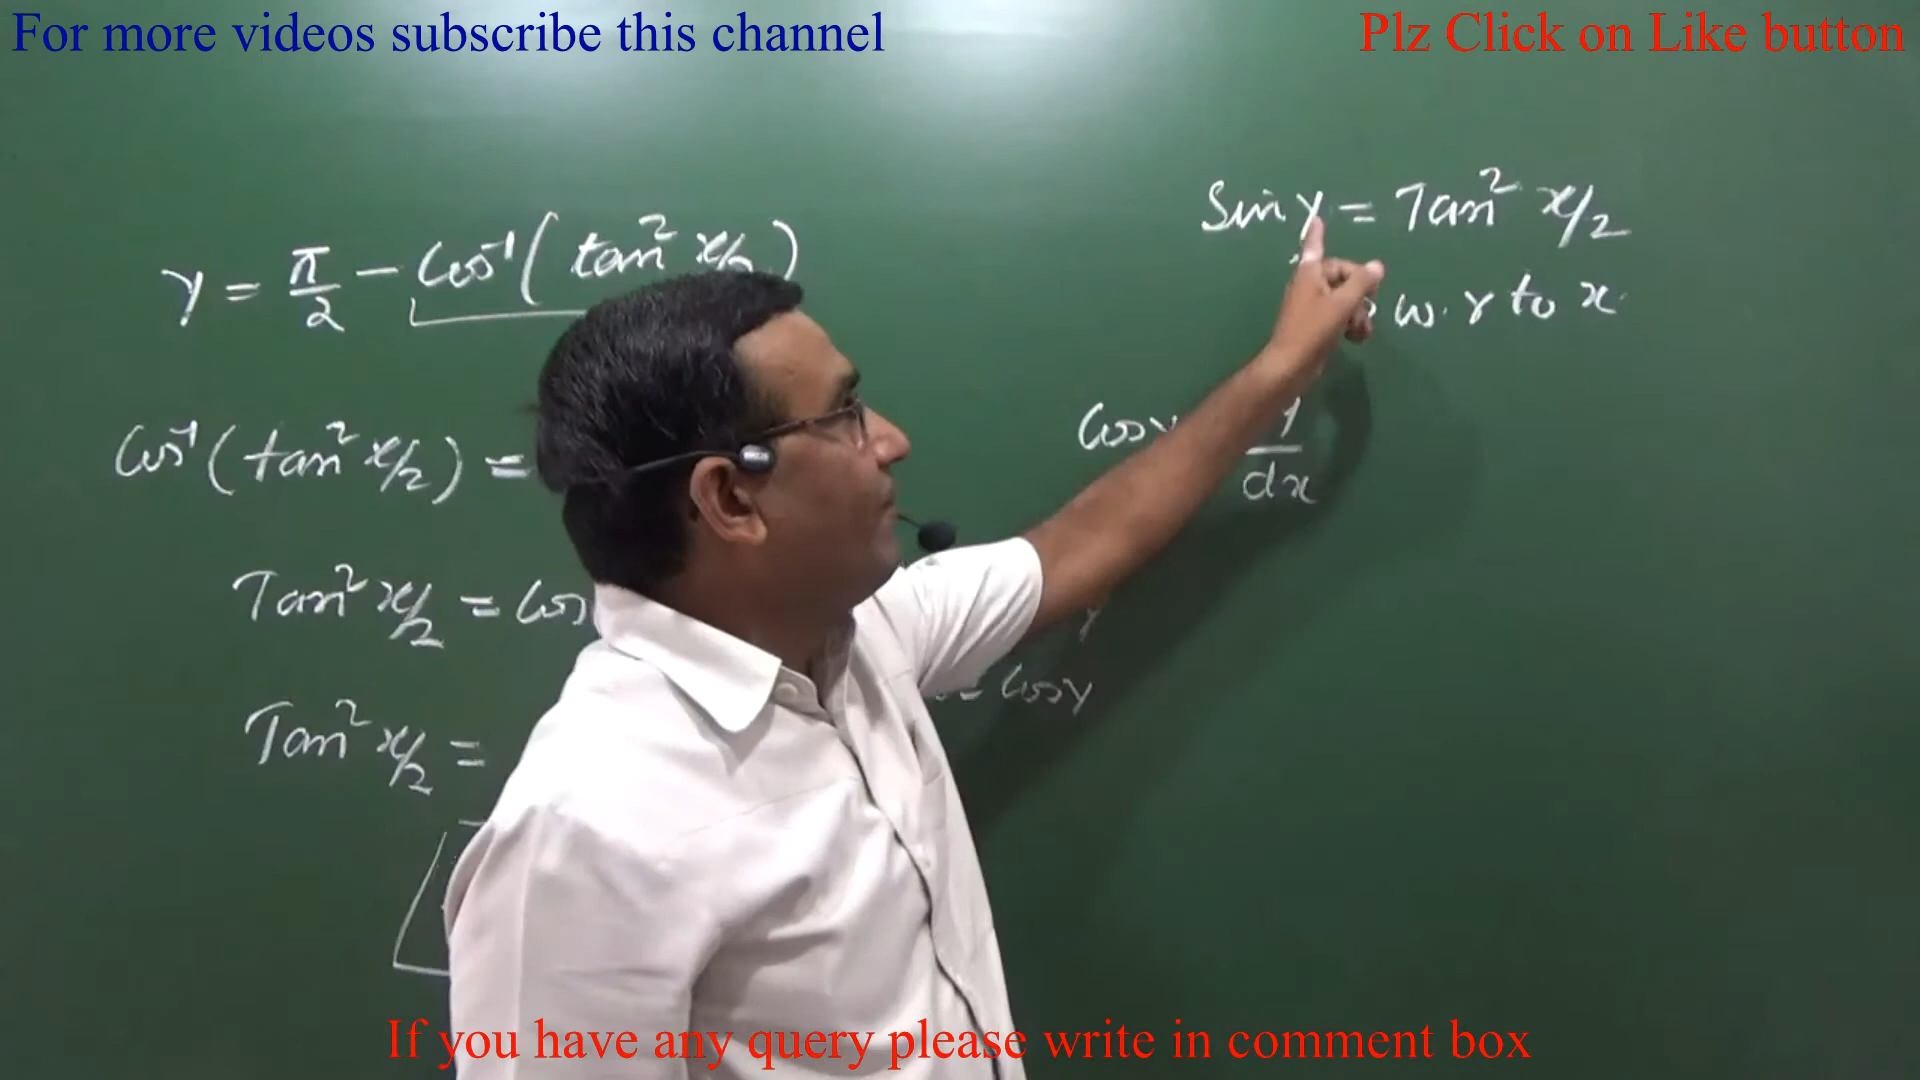 For more videos subscribe this channel
Plz Click on Like button
y = π/2 - Cos⁻¹( tan² x/2 )
Cos⁻¹( tan² x/2 ) =
Tan² x/2 = Cos
Tan² x/2 =
Sin y = Tan² x/2
w.r to x.
Cos y
dx
= Cos y
If you have any query please write in comment box